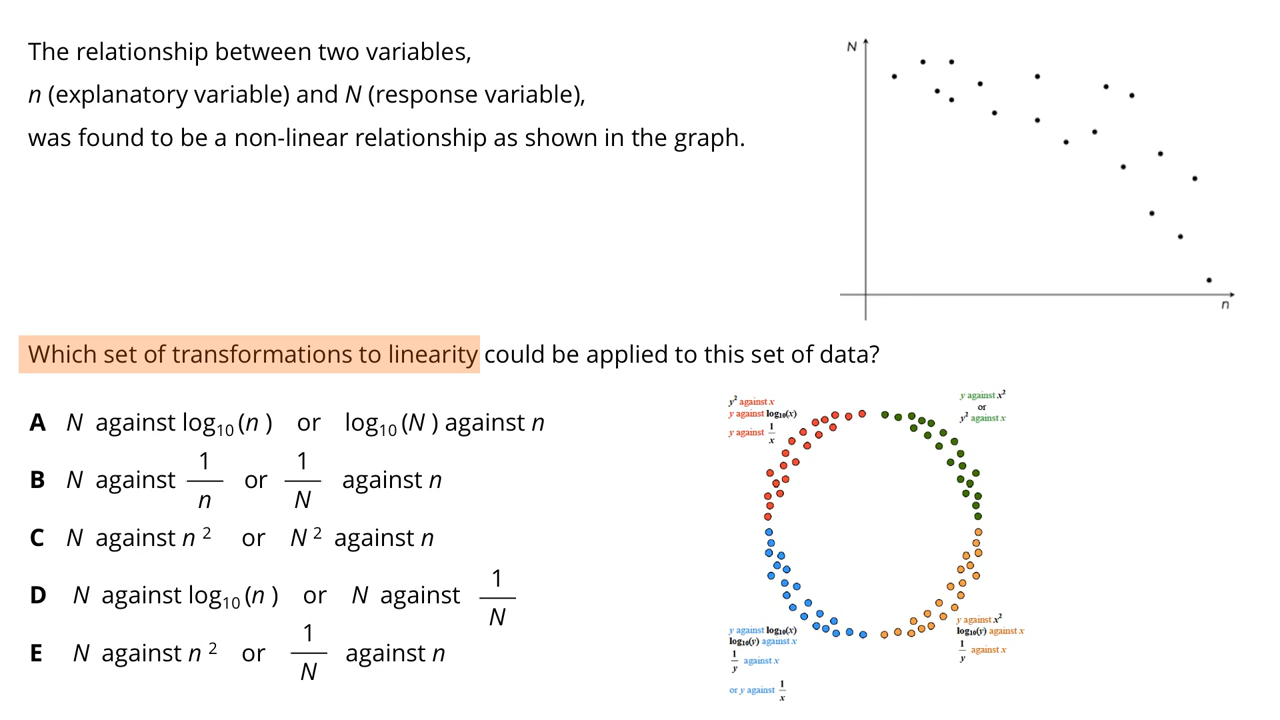 The relationship between two variables,
n (explanatory variable) and N (response variable),
was found to be a non-linear relationship as shown in the graph.
N
n
Which set of transformations to linearity could be applied to this set of data?
A N against log₁₀(n) or log₁₀(N) against n
B N against 1/n or 1/N against n
C N against n² or N² against n
D N against log₁₀(n) or N against 1/N
E N against n² or 1/N against n
y² against x
y against log₁₀(x)
y against 1/x
y against x²
or
y² against x
y against log₁₀(x)
log₁₀(y) against x
1/y against x
or y against 1/x
y against x²
log₁₀(y) against x
1/y against x